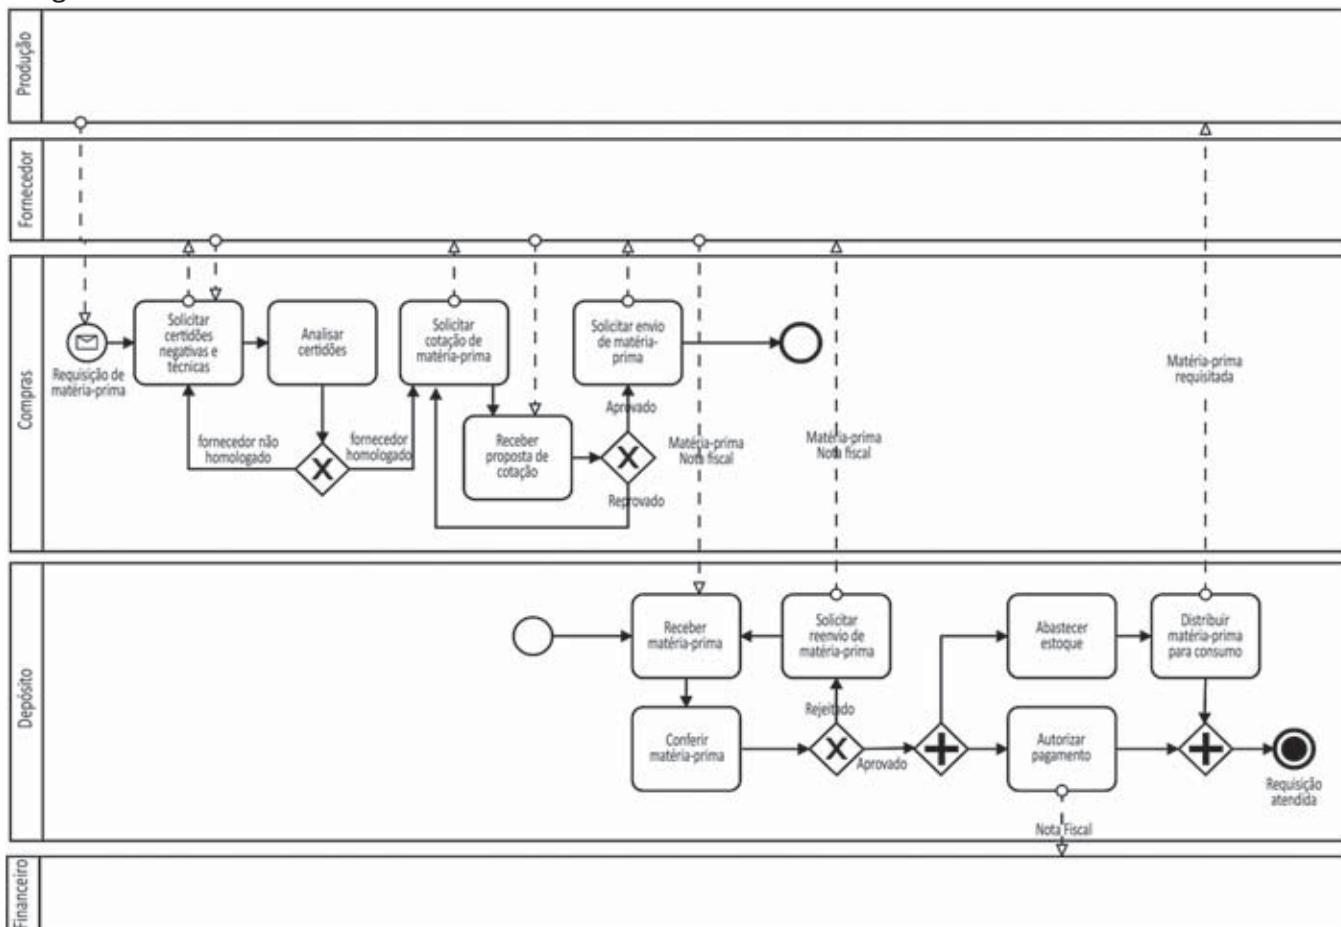 Produção
Fornecedor
Compras
Requisição de
matéria-prima
Solicitar
certidões
negativas e
técnicas
Analisar
certidões
fornecedor não
homologado
fornecedor
homologado
Solicitar
cotação de
matéria-prima
Receber
proposta de
cotação
Solicitar envio
de matéria-
prima
Aprovado
Reprovado
Matéria-prima
Nota fiscal
Matéria-prima
Nota fiscal
Matéria-prima
requisitada
Depósito
Receber
matéria-prima
Solicitar
reenvio de
matéria-prima
Abastecer
estoque
Distribuir
matéria-prima
para consumo
Conferir
matéria-prima
Rejeitado
Aprovado
Autorizar
pagamento
Requisição
atendida
Nota Fiscal
Financeiro